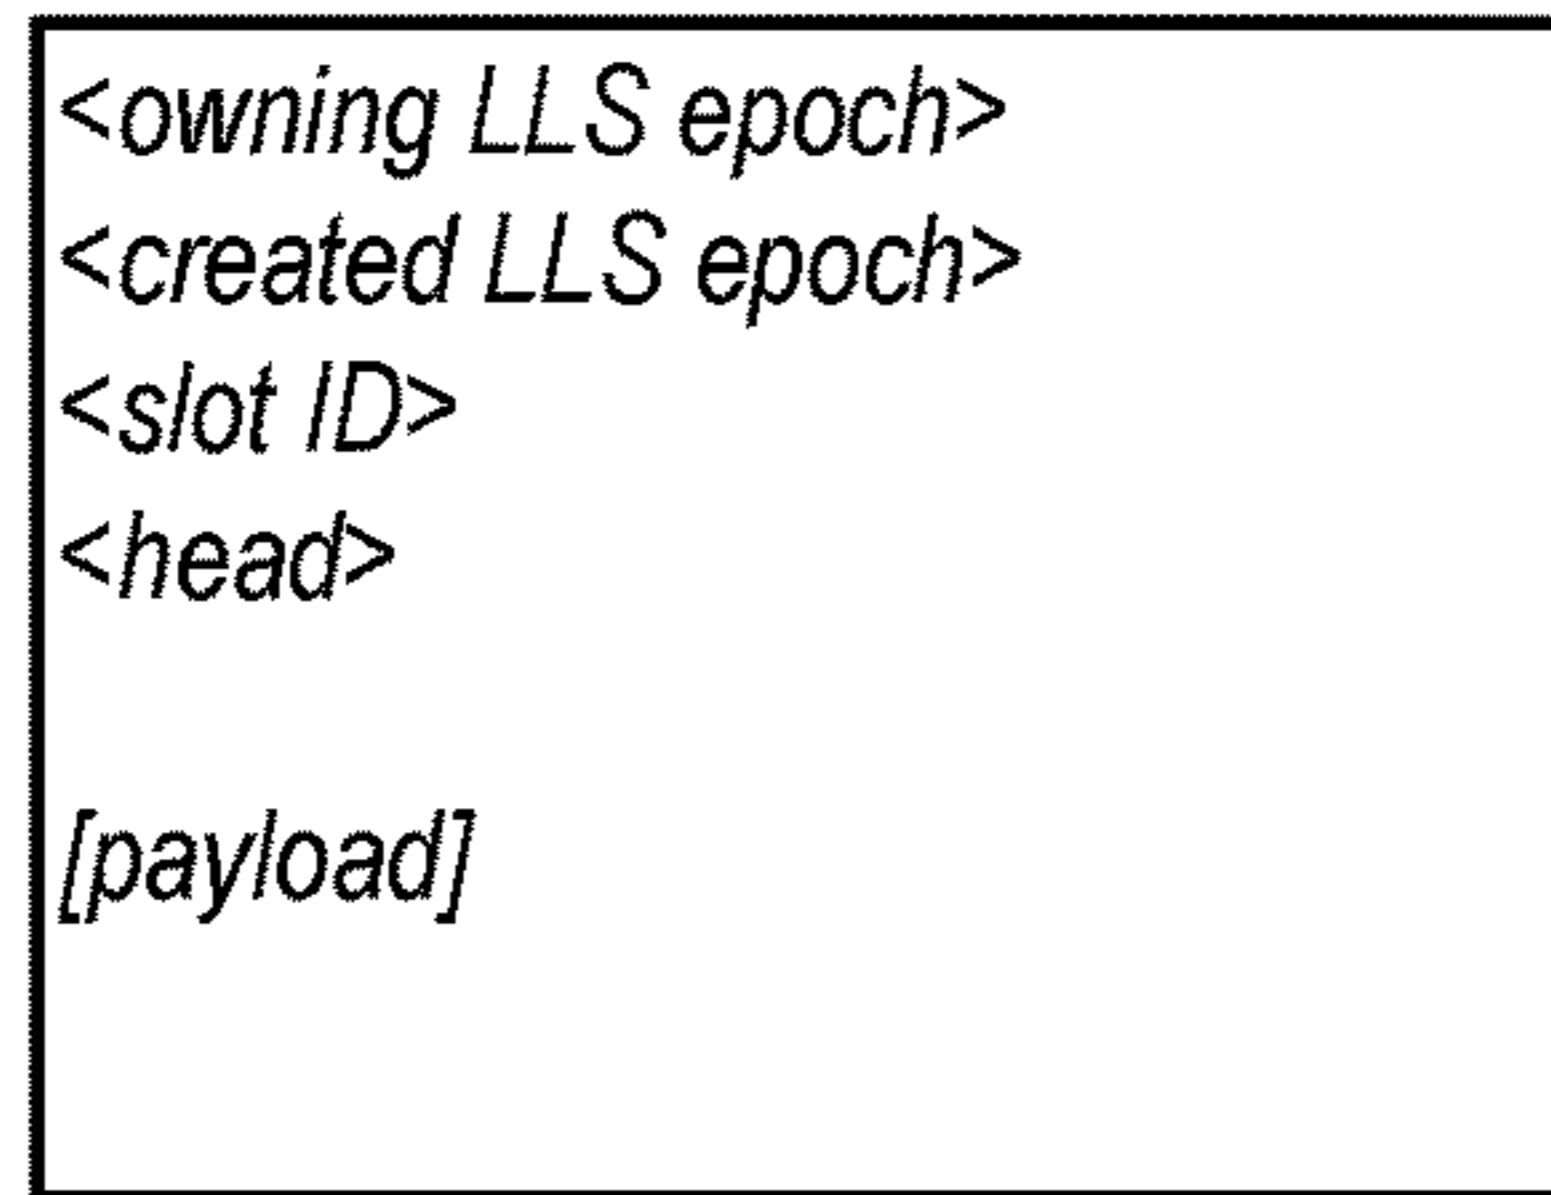 <owning LLS epoch>
<created LLS epoch>
<slot ID>
<head>
[payload]